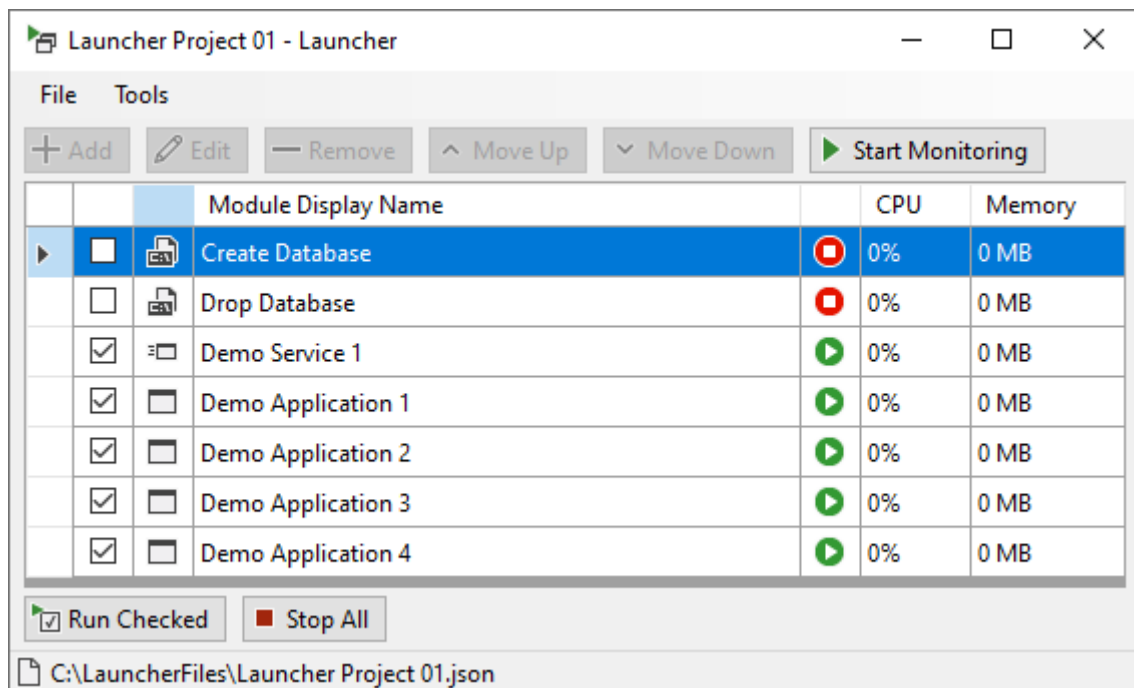 Launcher Project 01 - Launcher
File Tools
Add Edit Remove Move Up Move Down Start Monitoring
Module Display Name CPU Memory
Create Database 0% 0 MB
Drop Database 0% 0 MB
Demo Service 1 0% 0 MB
Demo Application 1 0% 0 MB
Demo Application 2 0% 0 MB
Demo Application 3 0% 0 MB
Demo Application 4 0% 0 MB
Run Checked Stop All
C:\LauncherFiles\Launcher Project 01.json